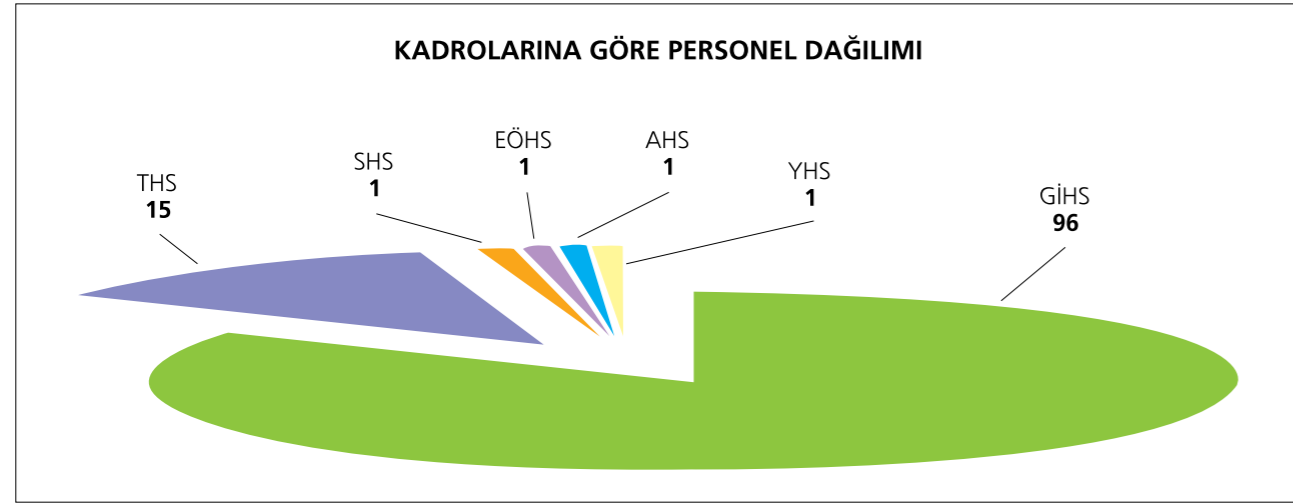 KADROLARINA GÖRE PERSONEL DAĞILIMI
THS
15
SHS
1
EÖHS
1
AHS
1
YHS
1
GİHS
96